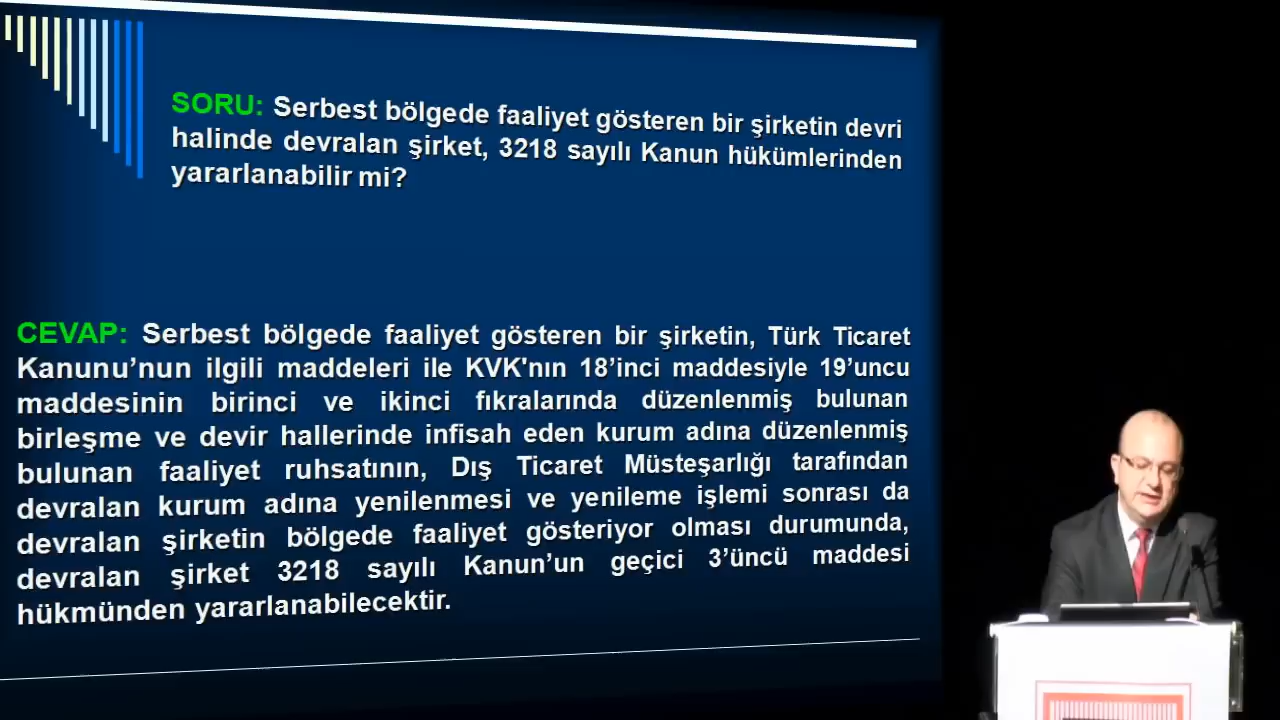 SORU: Serbest bölgede faaliyet gösteren bir şirketin devri
halinde devralan şirket, 3218 sayılı Kanun hükümlerinden
yararlanabilir mi?
CEVAP: Serbest bölgede faaliyet gösteren bir şirketin, Türk Ticaret
Kanunu’nun ilgili maddeleri ile KVK'nın 18’inci maddesiyle 19’uncu
maddesinin birinci ve ikinci fıkralarında düzenlenmiş bulunan
birleşme ve devir hallerinde infisah eden kurum adına düzenlenmiş
bulunan faaliyet ruhsatının, Dış Ticaret Müsteşarlığı tarafından
devralan kurum adına yenilenmesi ve yenileme işlemi sonrası da
devralan şirketin bölgede faaliyet gösteriyor olması durumunda,
devralan şirket 3218 sayılı Kanun’un geçici 3’üncü maddesi
hükmünden yararlanabilecektir.